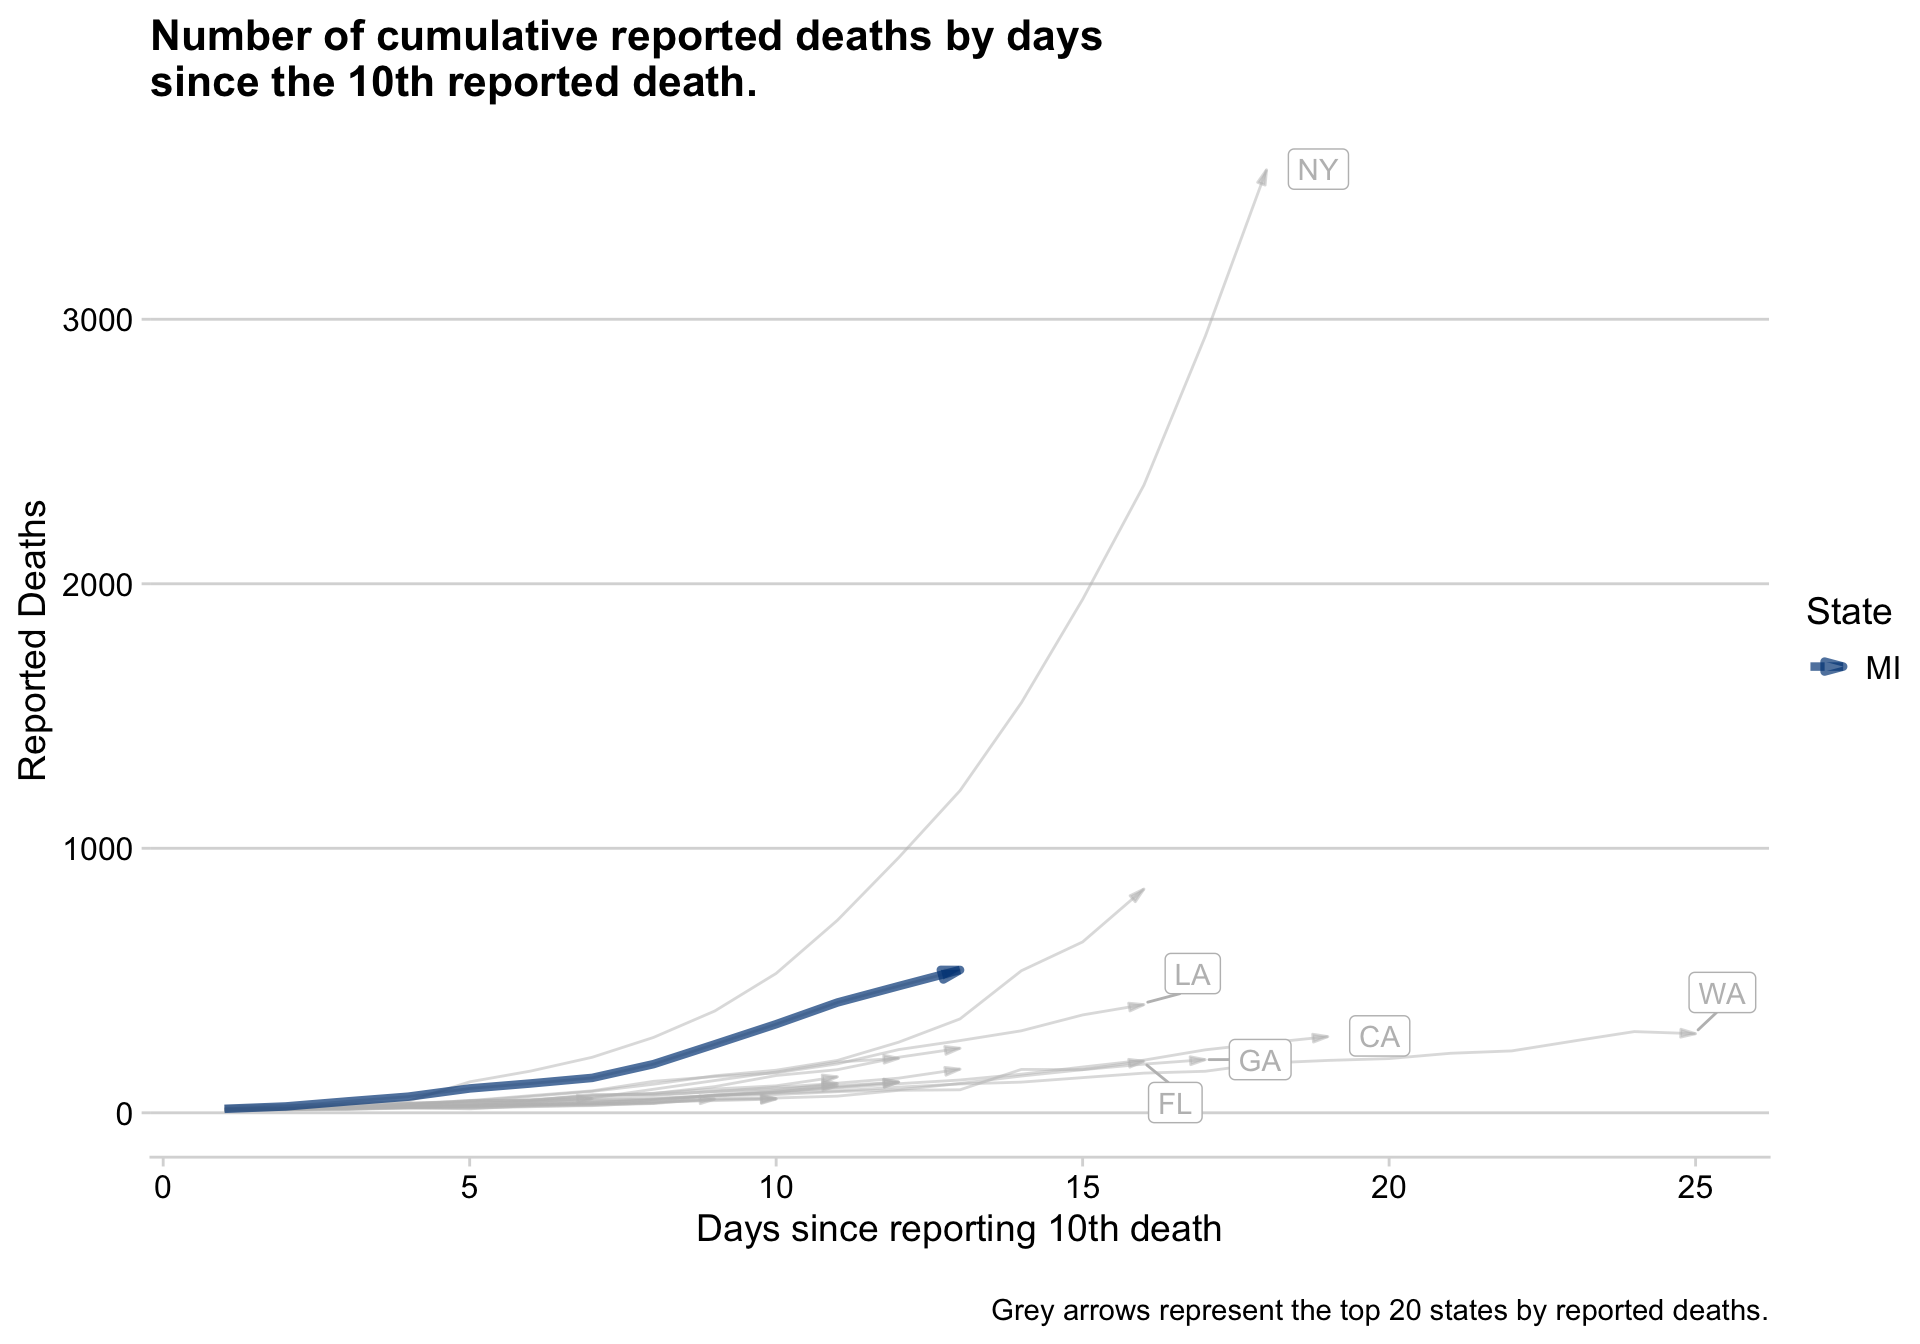 Number of cumulative reported deaths by days
since the 10th reported death.
NY
3000
2000
1000
0
Reported Deaths
LA
WA
CA
GA
FL
State
MI
0 5 10 15 20 25
Days since reporting 10th death
Grey arrows represent the top 20 states by reported deaths.